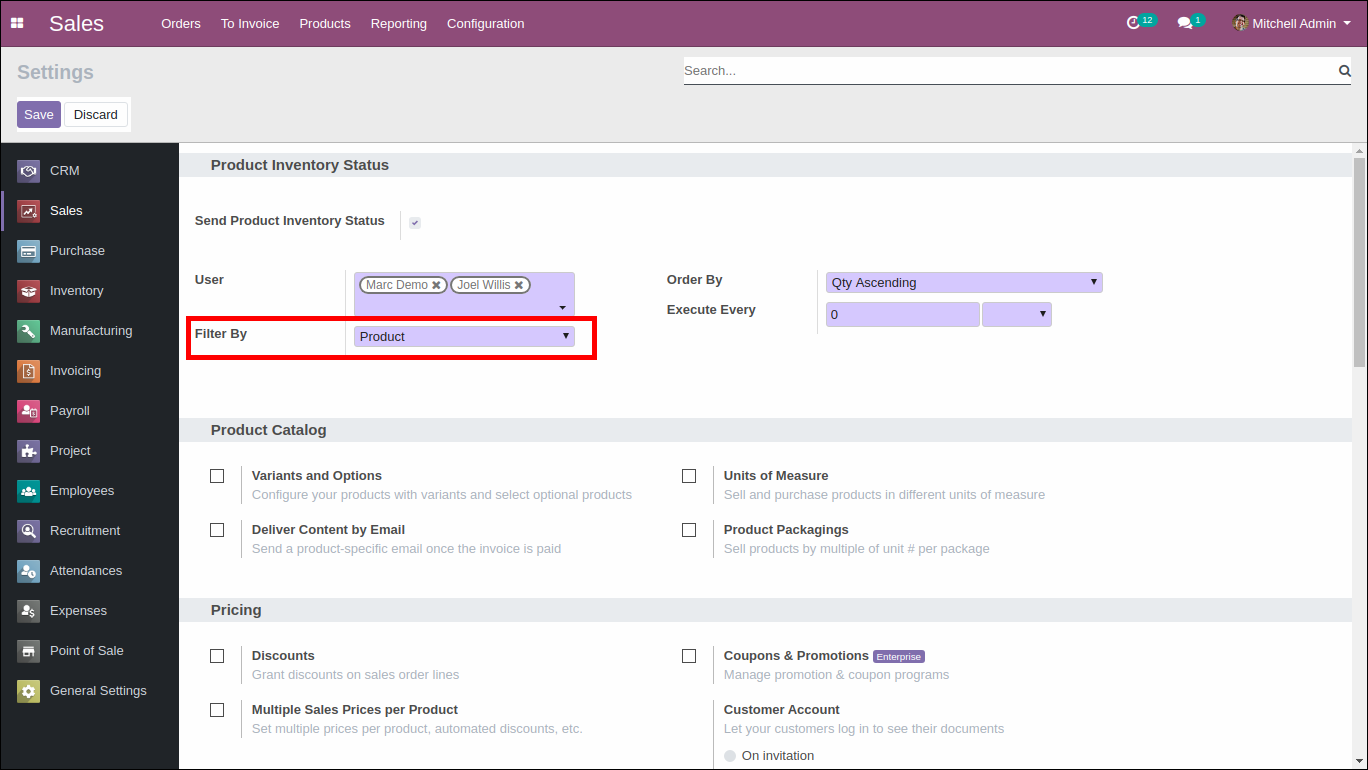 Sales Orders To Invoice Products Reporting Configuration 12 1 Mitchell Admin
Settings
Search...
Save Discard
CRM
Sales
Purchase
Inventory
Manufacturing
Invoicing
Payroll
Project
Employees
Recruitment
Attendances
Expenses
Point of Sale
General Settings
Product Inventory Status
Send Product Inventory Status
User Marc Demo Joel Willis
Filter By Product
Order By Qty Ascending
Execute Every 0
Product Catalog
Variants and Options
Configure your products with variants and select optional products
Units of Measure
Sell and purchase products in different units of measure
Deliver Content by Email
Send a product-specific email once the invoice is paid
Product Packagings
Sell products by multiple of unit # per package
Pricing
Discounts
Grant discounts on sales order lines
Coupons & Promotions Enterprise
Manage promotion & coupon programs
Multiple Sales Prices per Product
Set multiple prices per product, automated discounts, etc.
Customer Account
Let your customers log in to see their documents
On invitation